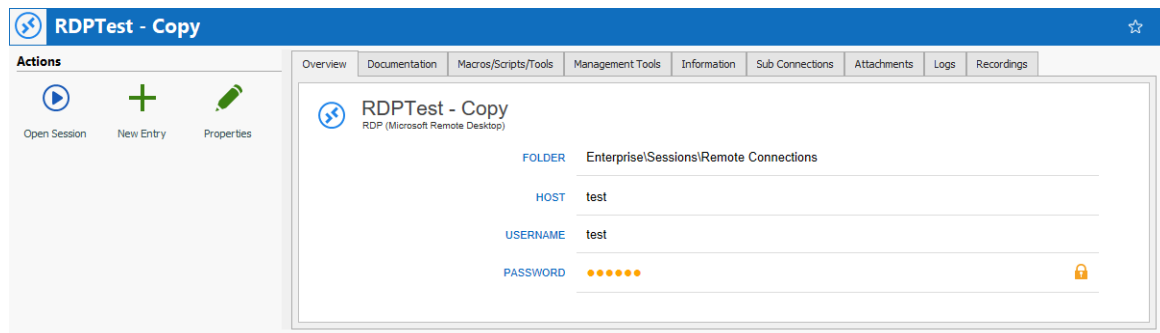 RDPTest - Copy
Actions
Open Session New Entry Properties
Overview Documentation Macros/Scripts/Tools Management Tools Information Sub Connections Attachments Logs Recordings
RDPTest - Copy
RDP (Microsoft Remote Desktop)
FOLDER Enterprise\Sessions\Remote Connections
HOST test
USERNAME test
PASSWORD ●●●●●●